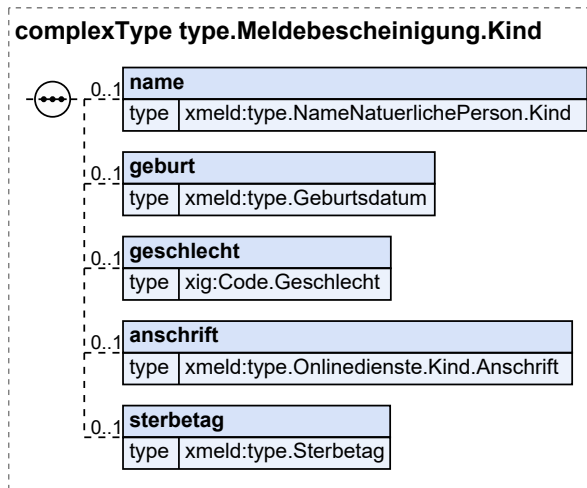 complexType type.Meldebescheinigung.Kind
0..1 name
type xmeld:type.NameNatuerlichePerson.Kind
0..1 geburt
type xmeld:type.Geburtsdatum
0..1 geschlecht
type xig:Code.Geschlecht
0..1 anschrift
type xmeld:type.Onlinedienste.Kind.Anschrift
0..1 sterbetag
type xmeld:type.Sterbetag